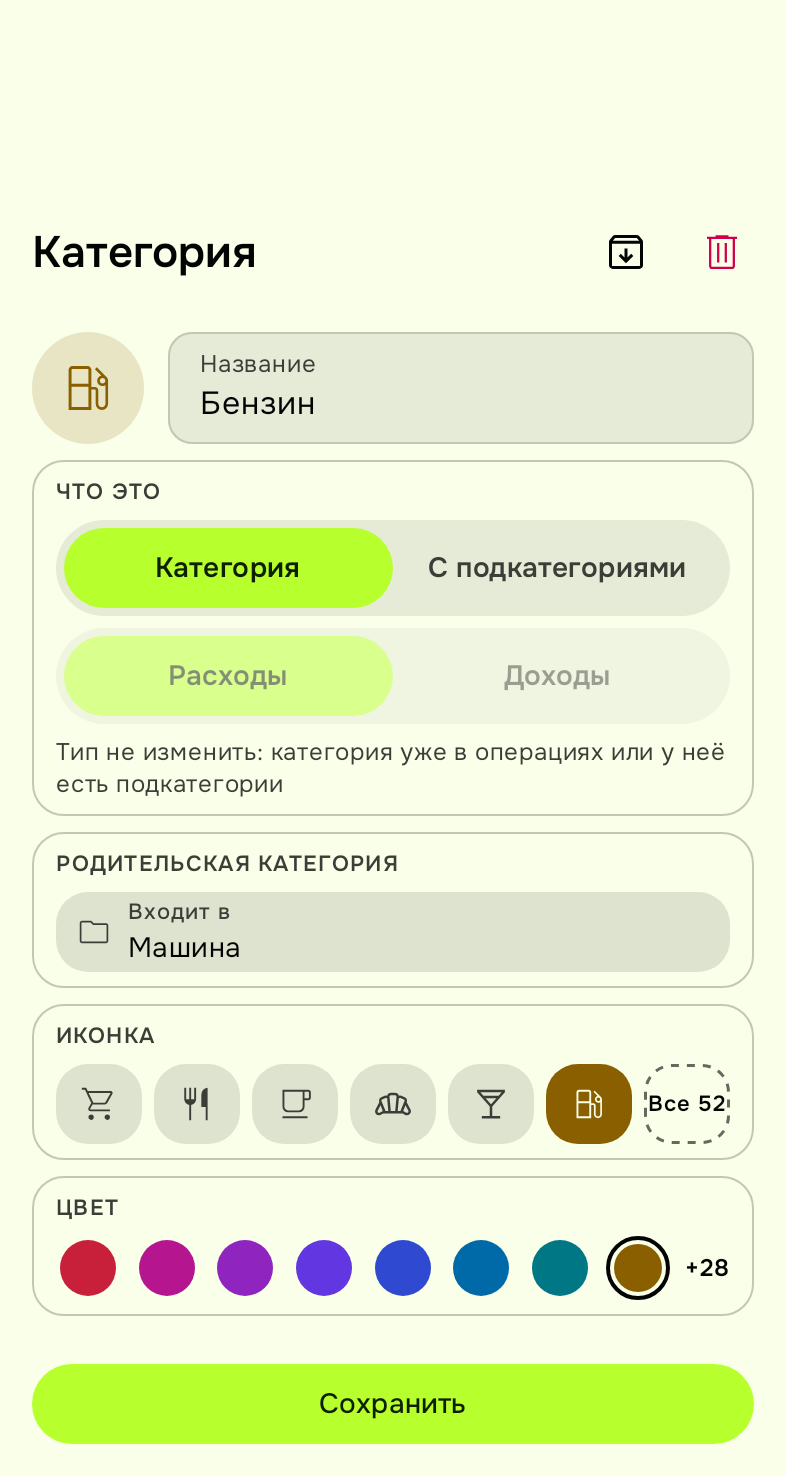 Категория
Название
Бензин
ЧТО ЭТО
Категория
С подкатегориями
Расходы
Доходы
Тип не изменить: категория уже в операциях или у неё
есть подкатегории
РОДИТЕЛЬСКАЯ КАТЕГОРИЯ
Входит в
Машина
ИКОНКА
Все 52
ЦВЕТ
+28
Сохранить